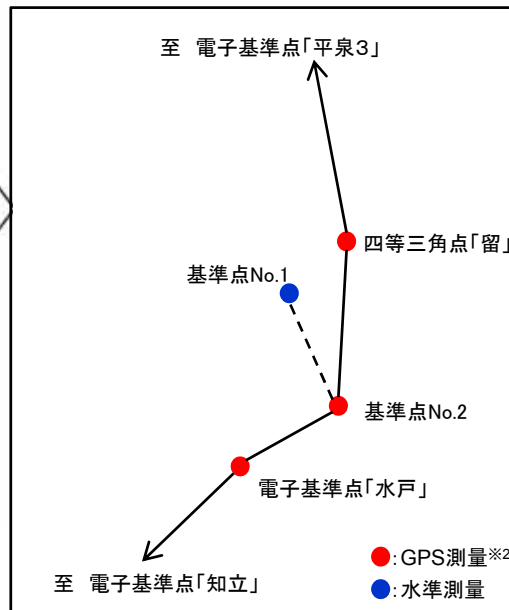 至 電子基準点「平泉３」
四等三角点「留」
基準点No.1
基準点No.2
電子基準点「水戸」
●:GPS測量※2
至 電子基準点「知立」
●:水準測量